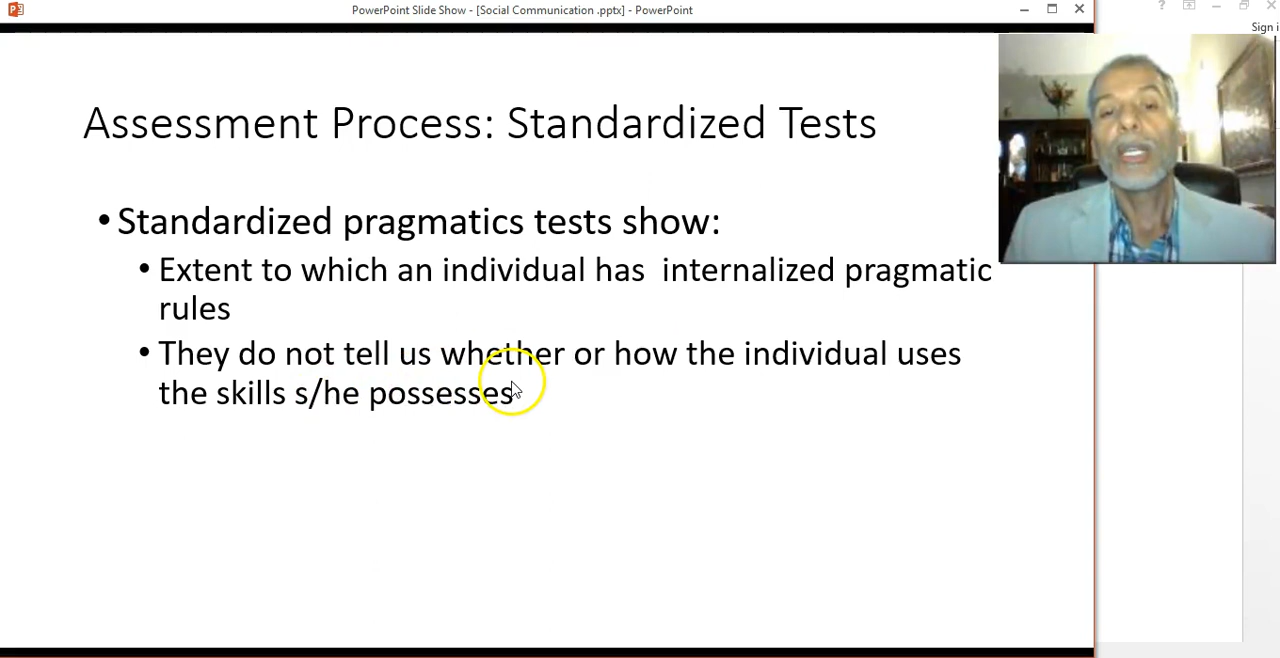 PowerPoint Slide Show - [Social Communication .pptx] - PowerPoint
Sign i
Assessment Process: Standardized Tests
• Standardized pragmatics tests show:
• Extent to which an individual has  internalized pragmatic
rules
• They do not tell us whether or how the individual uses
the skills s/he possesses